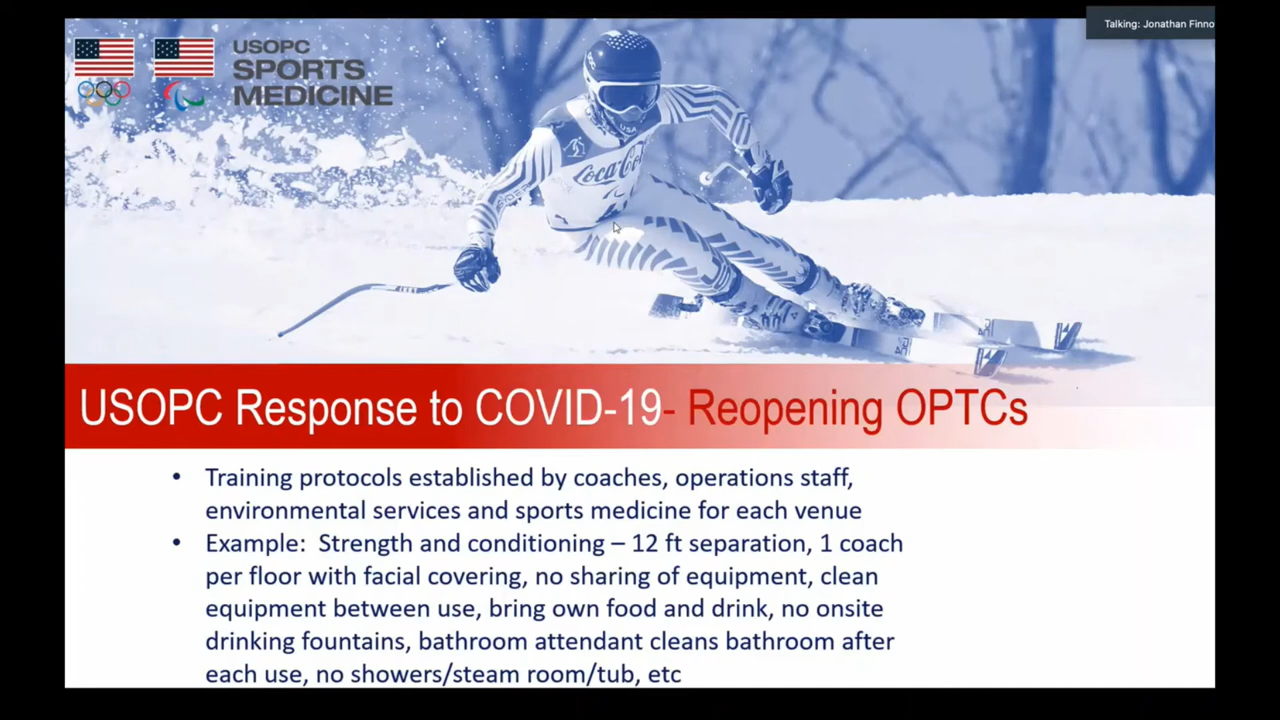 Talking: Jonathan Finno
USOPC
SPORTS
MEDICINE
USA
Coca-Col
USOPC Response to COVID-19- Reopening OPTCs
• Training protocols established by coaches, operations staff,
environmental services and sports medicine for each venue
• Example:  Strength and conditioning – 12 ft separation, 1 coach
per floor with facial covering, no sharing of equipment, clean
equipment between use, bring own food and drink, no onsite
drinking fountains, bathroom attendant cleans bathroom after
each use, no showers/steam room/tub, etc